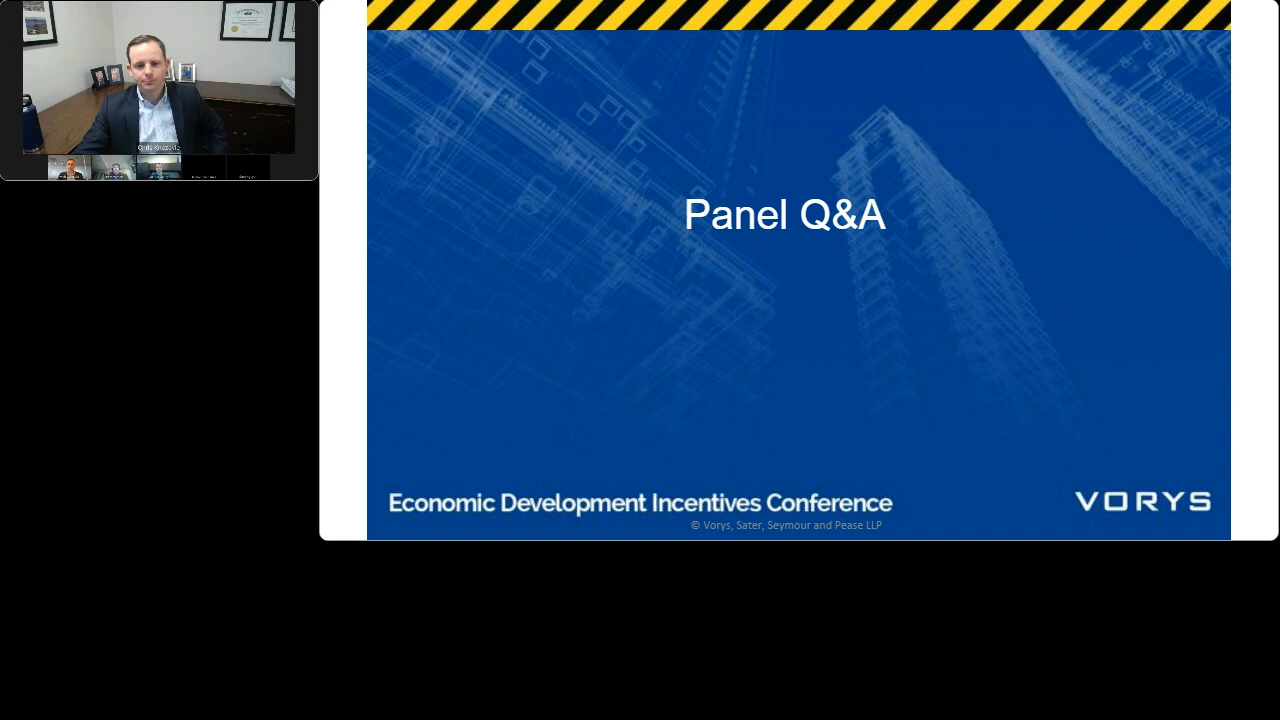 Panel Q&A
Economic Development Incentives Conference
VORYS
© Vorys, Sater, Seymour and Pease LLP